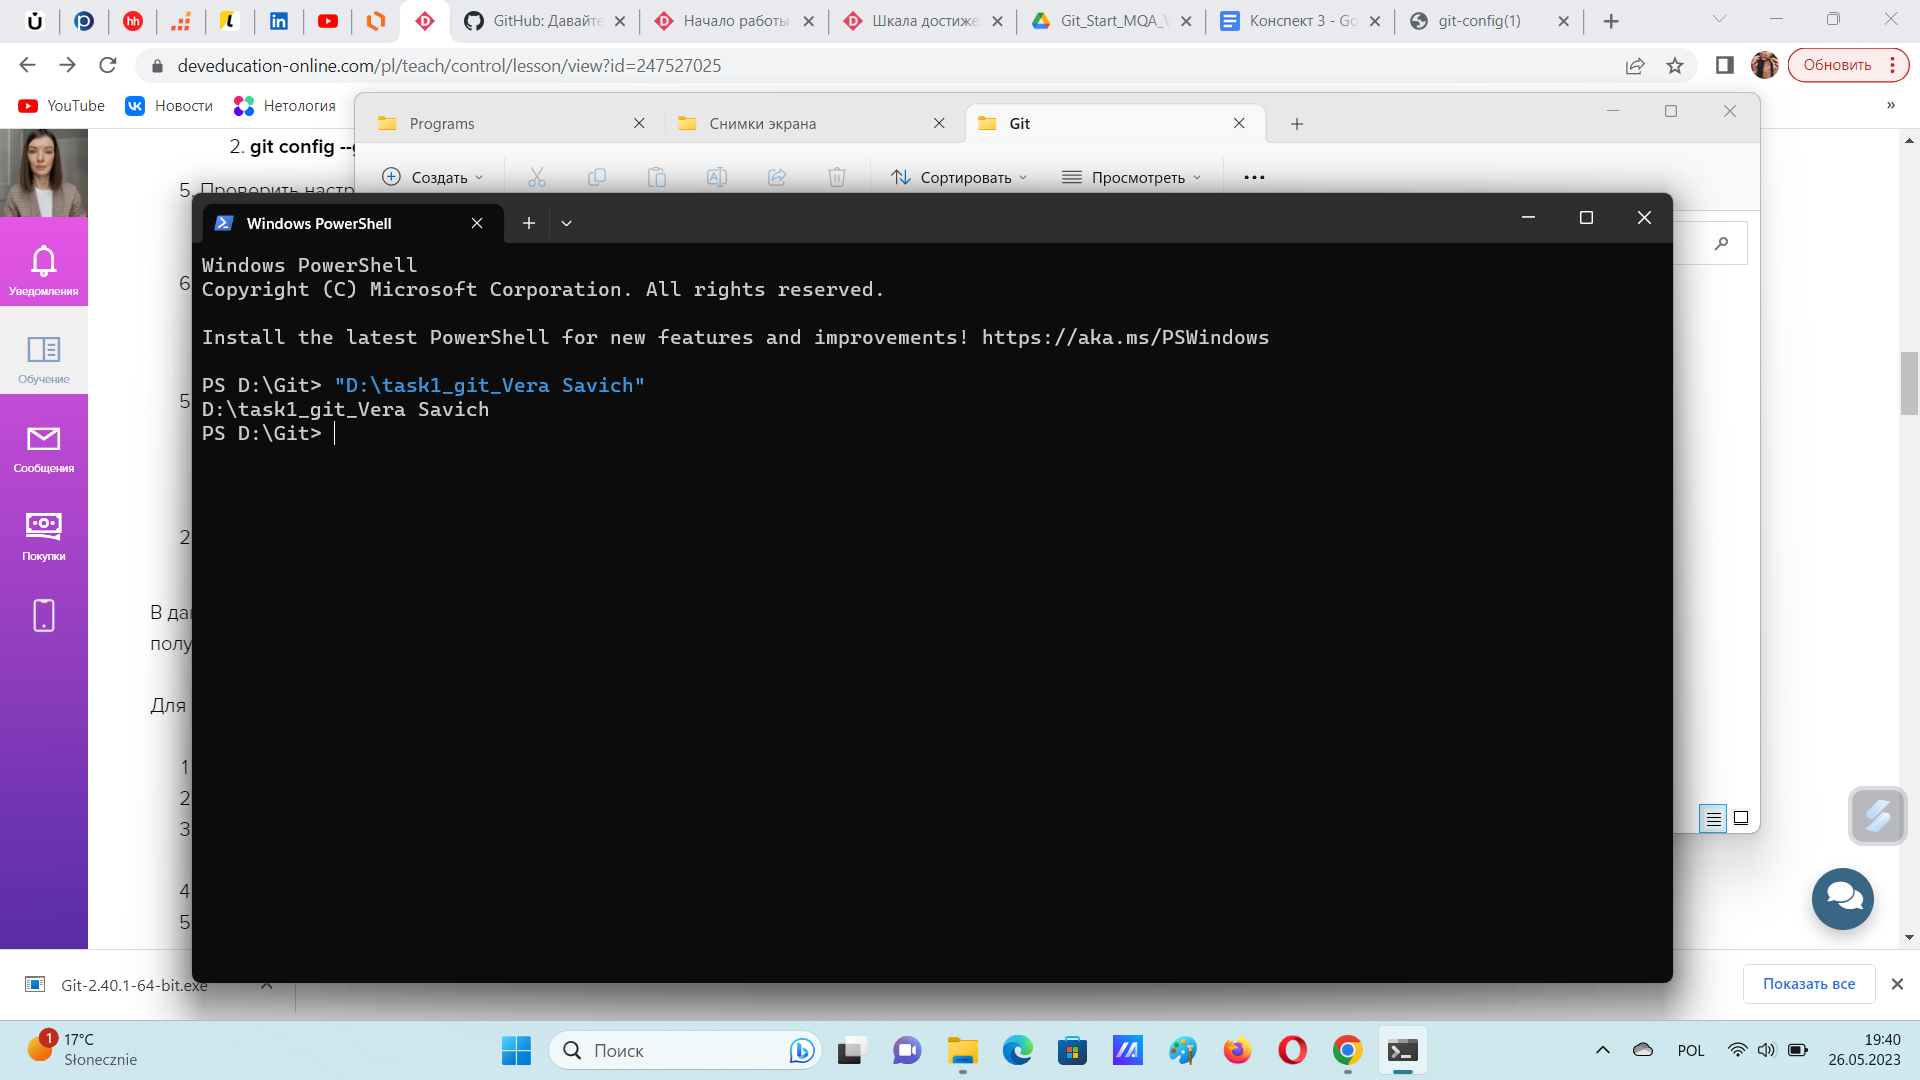 GitHub: Давайте
Начало работы
Шкала достиже
Git_Start_MQA_
Конспект 3 - Go
git-config(1)
deveducation-online.com/pl/teach/control/lesson/view?id=247527025
Обновить
YouTube
Новости
Нетология
»
Programs
Снимки экрана
Git
Создать
Сортировать
Просмотреть
2. git config --g
5. Проверить настр
Windows PowerShell
Windows PowerShell
Copyright (C) Microsoft Corporation. All rights reserved.
Install the latest PowerShell for new features and improvements! https://aka.ms/PSWindows
PS D:\Git> "D:\task1_git_Vera Savich"
D:\task1_git_Vera Savich
PS D:\Git>
Уведомления
Обучение
Сообщения
Покупки
6
5
2
В да
полу
Для
1
2
3
4
5
Git-2.40.1-64-bit.exe
Показать все
1
17°C
Słonecznie
Поиск
POL
19:40
26.05.2023